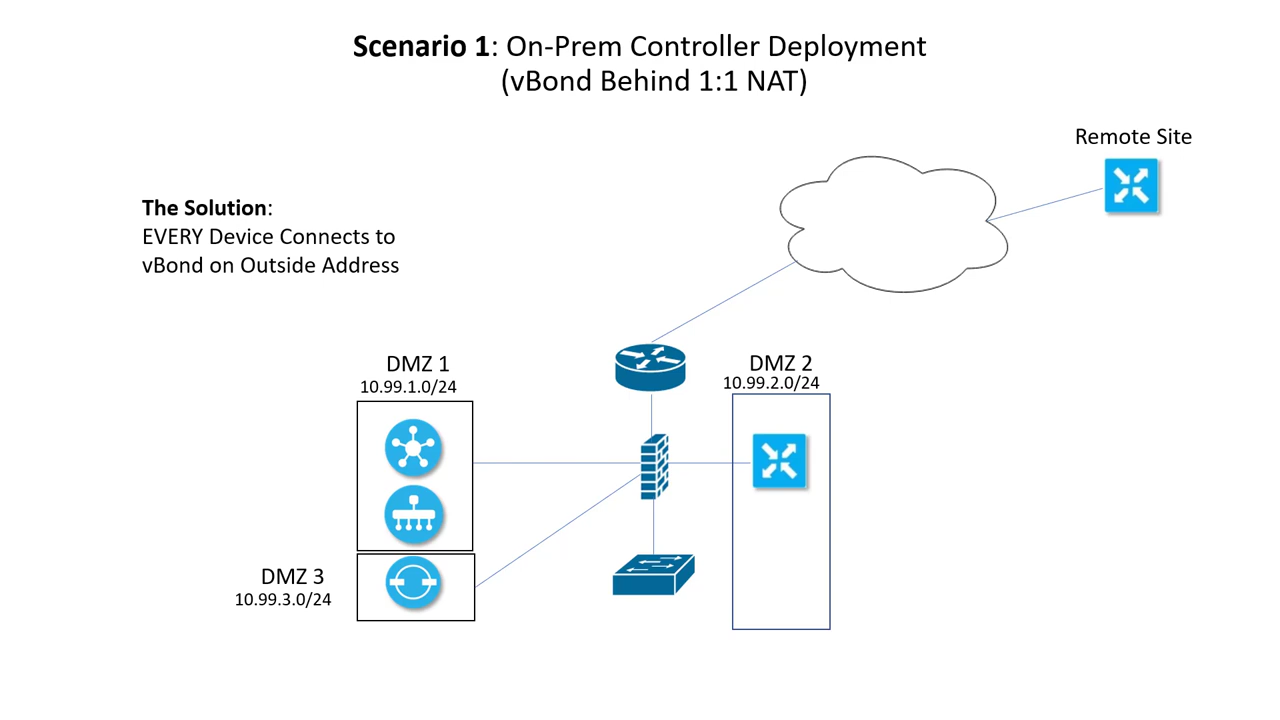 Scenario 1: On-Prem Controller Deployment
(vBond Behind 1:1 NAT)
Remote Site
The Solution:
EVERY Device Connects to
vBond on Outside Address
DMZ 1
10.99.1.0/24
DMZ 2
10.99.2.0/24
DMZ 3
10.99.3.0/24